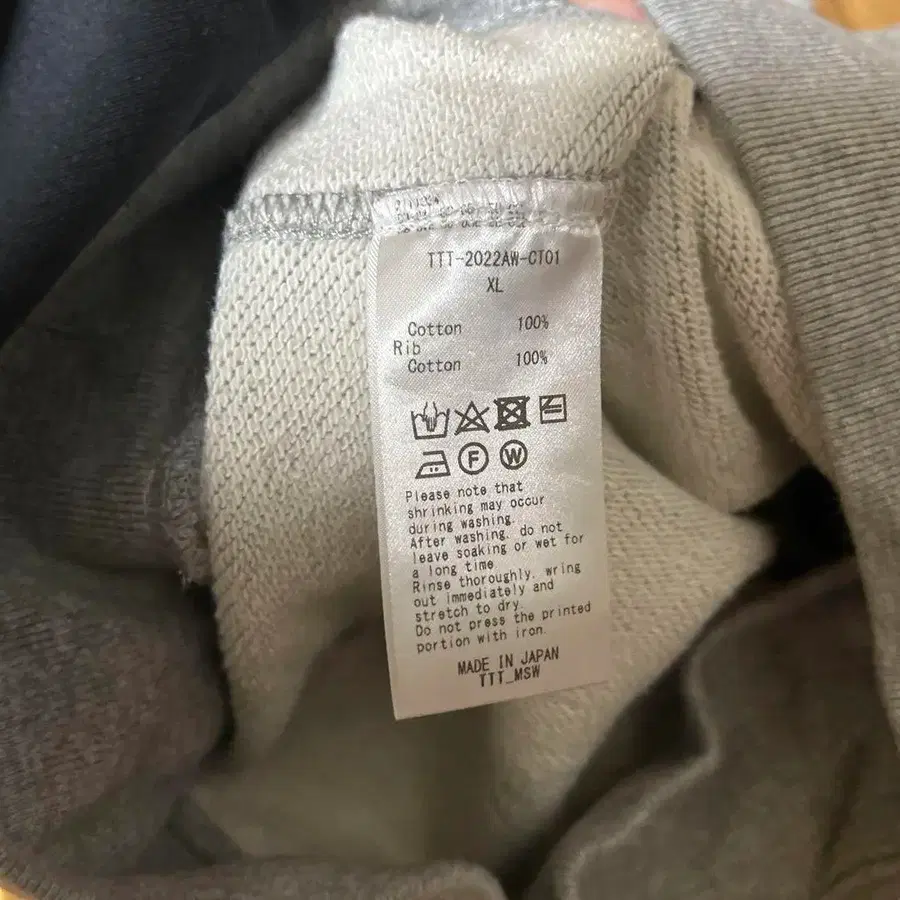 TTT-2022AW-CT01
XL
Cotton 100%
Rib
Cotton 100%
F W
Please note that
shrinking may occur
during washing.
After washing, do not
leave soaking or wet for
a long time
Rinse thoroughly, wring
out immediately and
stretch to dry.
Do not press the printed
portion with iron.
MADE IN JAPAN
TTT_MSW